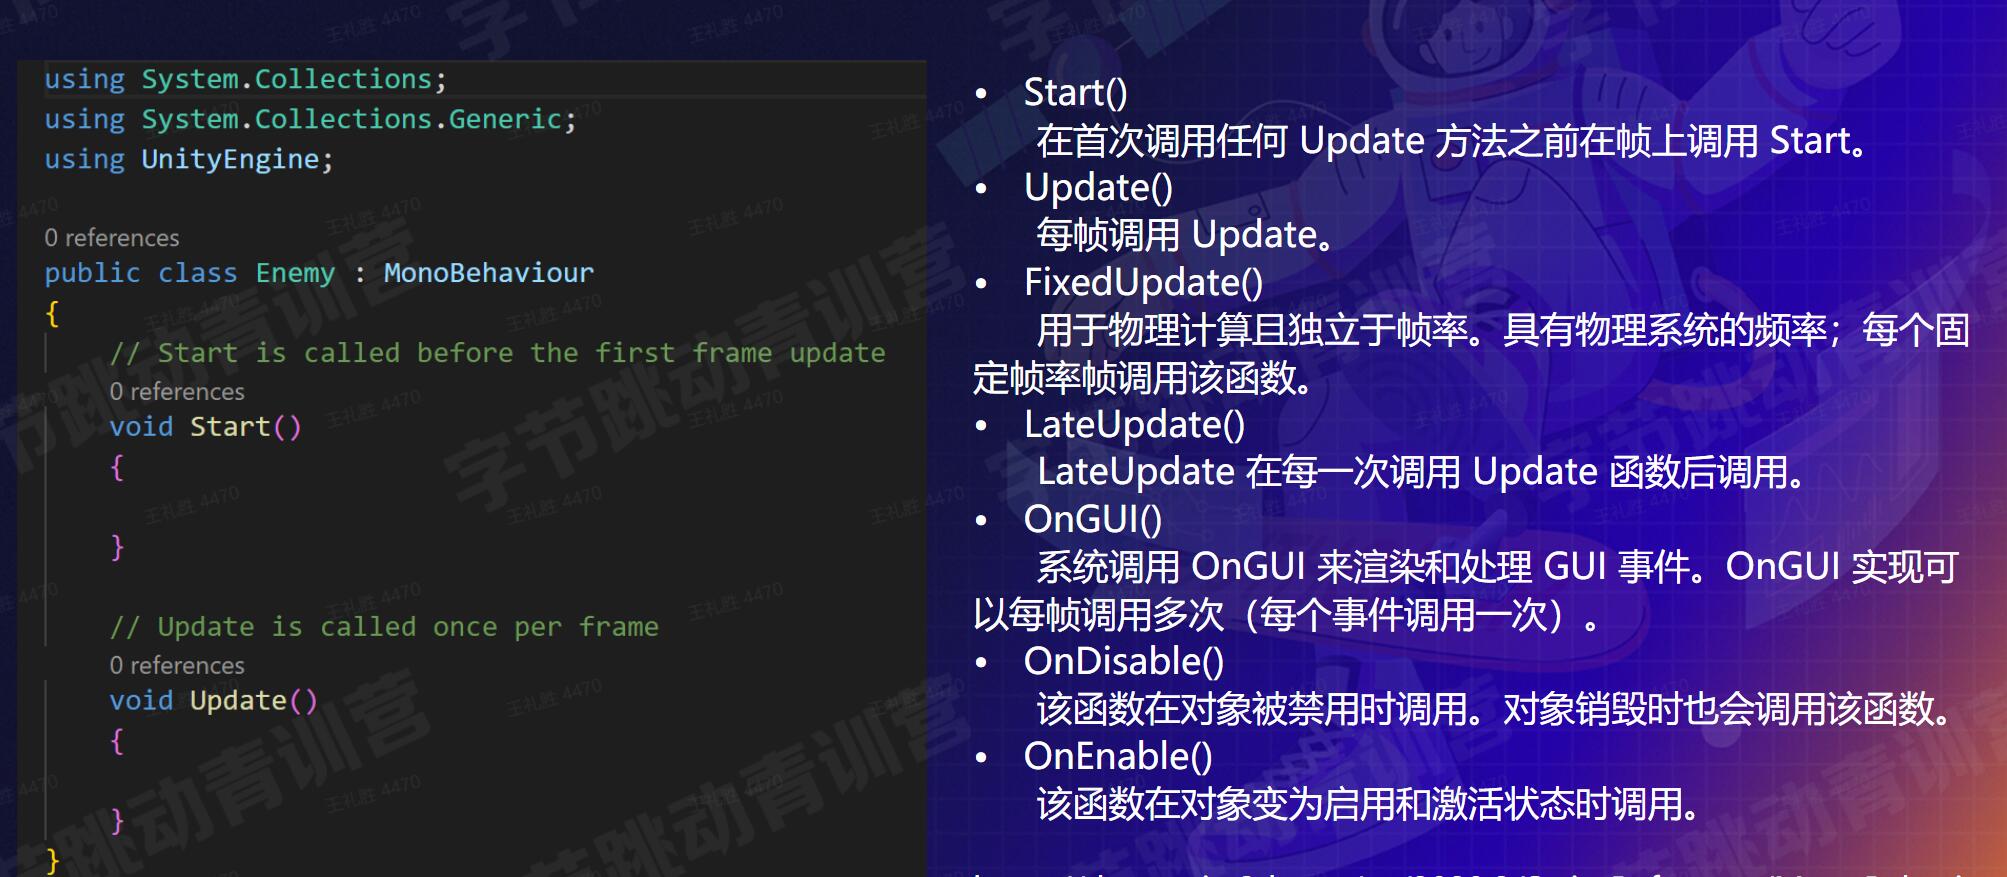 using System.Collections;
using System.Collections.Generic;
using UnityEngine;
0 references
public class Enemy : MonoBehaviour
{
// Start is called before the first frame update
0 references
void Start()
{
}
// Update is called once per frame
0 references
void Update()
{
}
}
• Start()
在首次调用任何 Update 方法之前在帧上调用 Start。
• Update()
每帧调用 Update。
• FixedUpdate()
用于物理计算且独立于帧率。具有物理系统的频率；每个固
定帧率帧调用该函数。
• LateUpdate()
LateUpdate 在每一次调用 Update 函数后调用。
• OnGUI()
系统调用 OnGUI 来渲染和处理 GUI 事件。OnGUI 实现可
以每帧调用多次（每个事件调用一次）。
• OnDisable()
该函数在对象被禁用时调用。对象销毁时也会调用该函数。
• OnEnable()
该函数在对象变为启用和激活状态时调用。
字节跳动青训营
王礼胜 4470